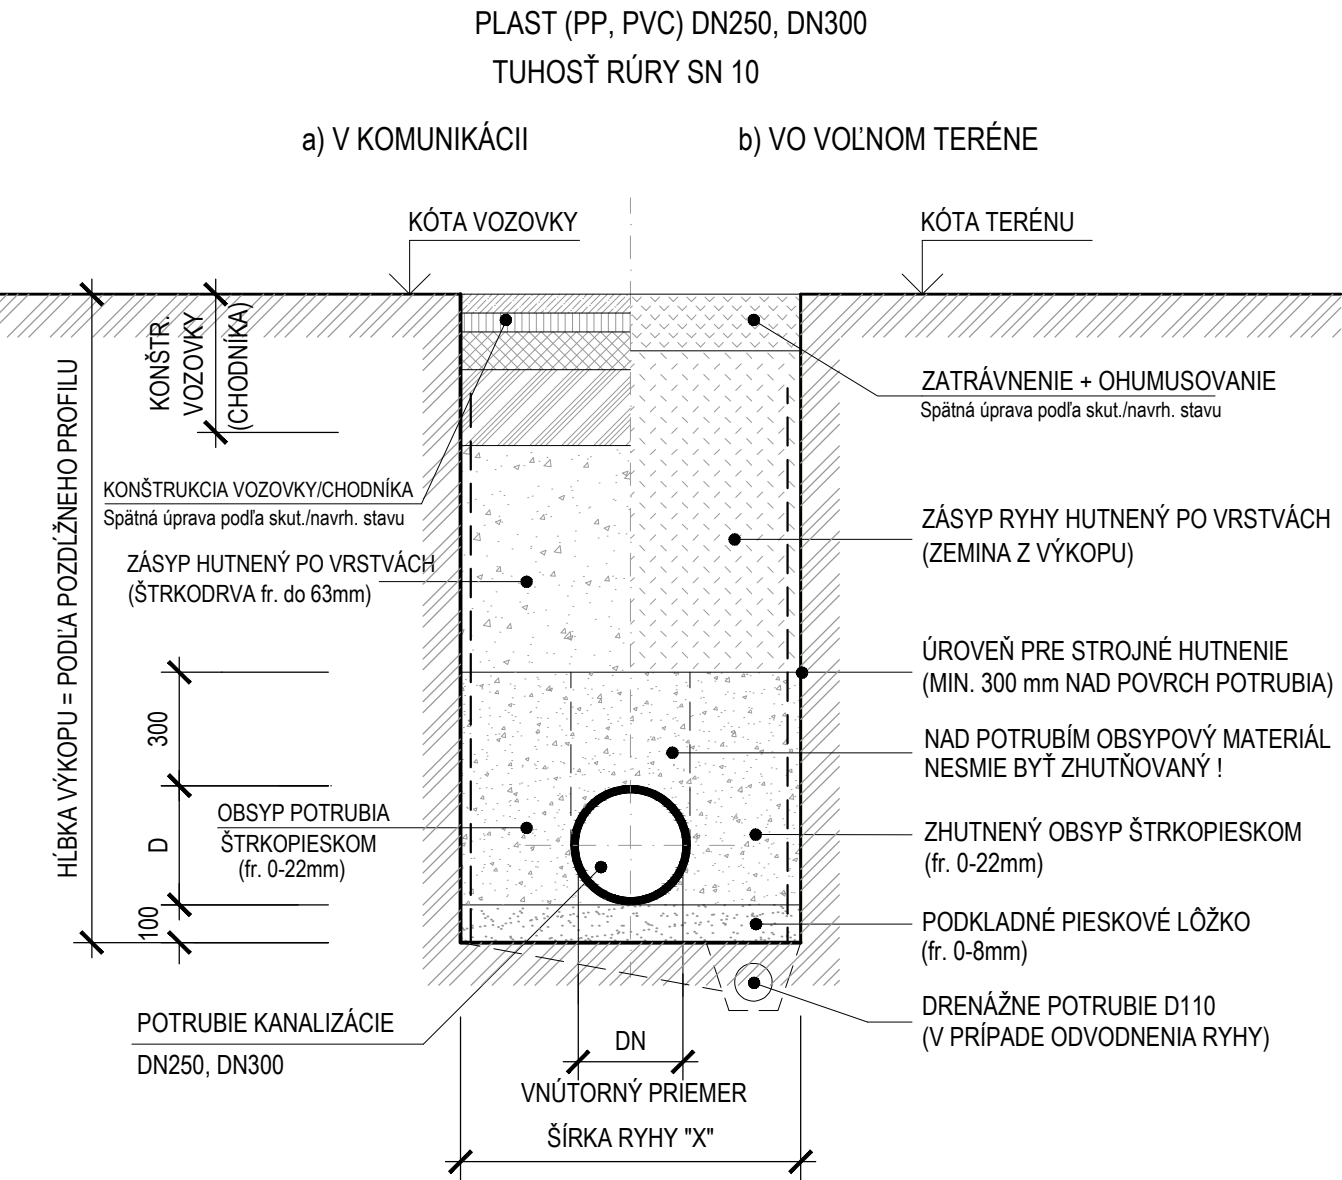 PLAST (PP, PVC) DN250, DN300
TUHOSŤ RÚRY SN 10
a) V KOMUNIKÁCII
b) VO VOĽNOM TERÉNE
KÓTA VOZOVKY
KÓTA TERÉNU
HĹBKA VÝKOPU = PODĽA POZDĹŽNEHO PROFILU
KONŠTR.
VOZOVKY
(CHODNÍKA)
ZATRÁVNENIE + OHUMUSOVANIE
Spätná úprava podľa skut./navrh. stavu
KONŠTRUKCIA VOZOVKY/CHODNÍKA
Spätná úprava podľa skut./navrh. stavu
ZÁSYP RYHY HUTNENÝ PO VRSTVÁCH
(ZEMINA Z VÝKOPU)
ZÁSYP HUTNENÝ PO VRSTVÁCH
(ŠTRKODRVA fr. do 63mm)
ÚROVEŇ PRE STROJNÉ HUTNENIE
(MIN. 300 mm NAD POVRCH POTRUBIA)
300
NAD POTRUBÍM OBSYPOVÝ MATERIÁL
NESMIE BYŤ ZHUTŇOVANÝ !
D
OBSYP POTRUBIA
ŠTRKOPIESKOM
(fr. 0-22mm)
ZHUTNENÝ OBSYP ŠTRKOPIESKOM
(fr. 0-22mm)
100
PODKLADNÉ PIESKOVÉ LÔŽKO
(fr. 0-8mm)
POTRUBIE KANALIZÁCIE
DN250, DN300
DRENÁŽNE POTRUBIE D110
(V PRÍPADE ODVODNENIA RYHY)
DN
VNÚTORNÝ PRIEMER
ŠÍRKA RYHY "X"